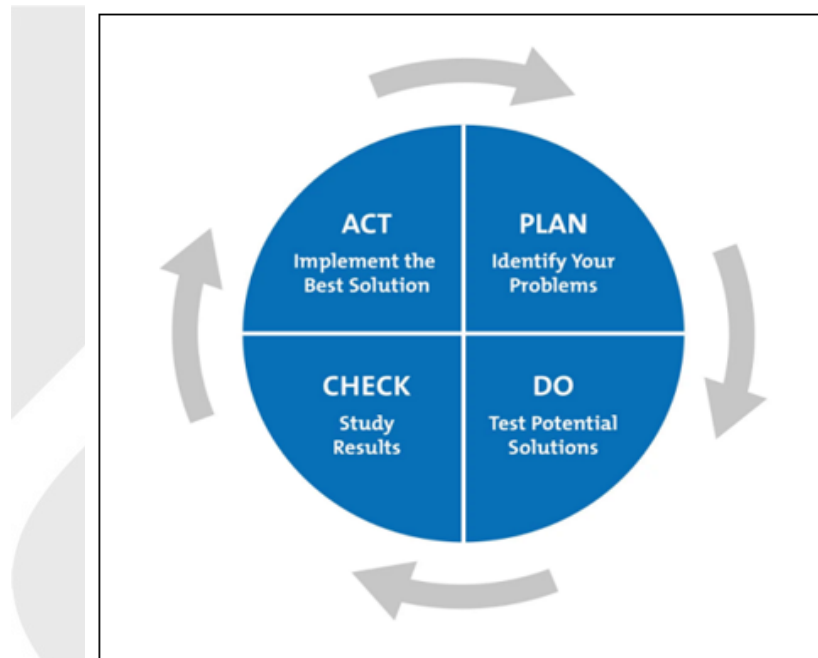 ACT
Implement the
Best Solution
PLAN
Identify Your
Problems
CHECK
Study
Results
DO
Test Potential
Solutions